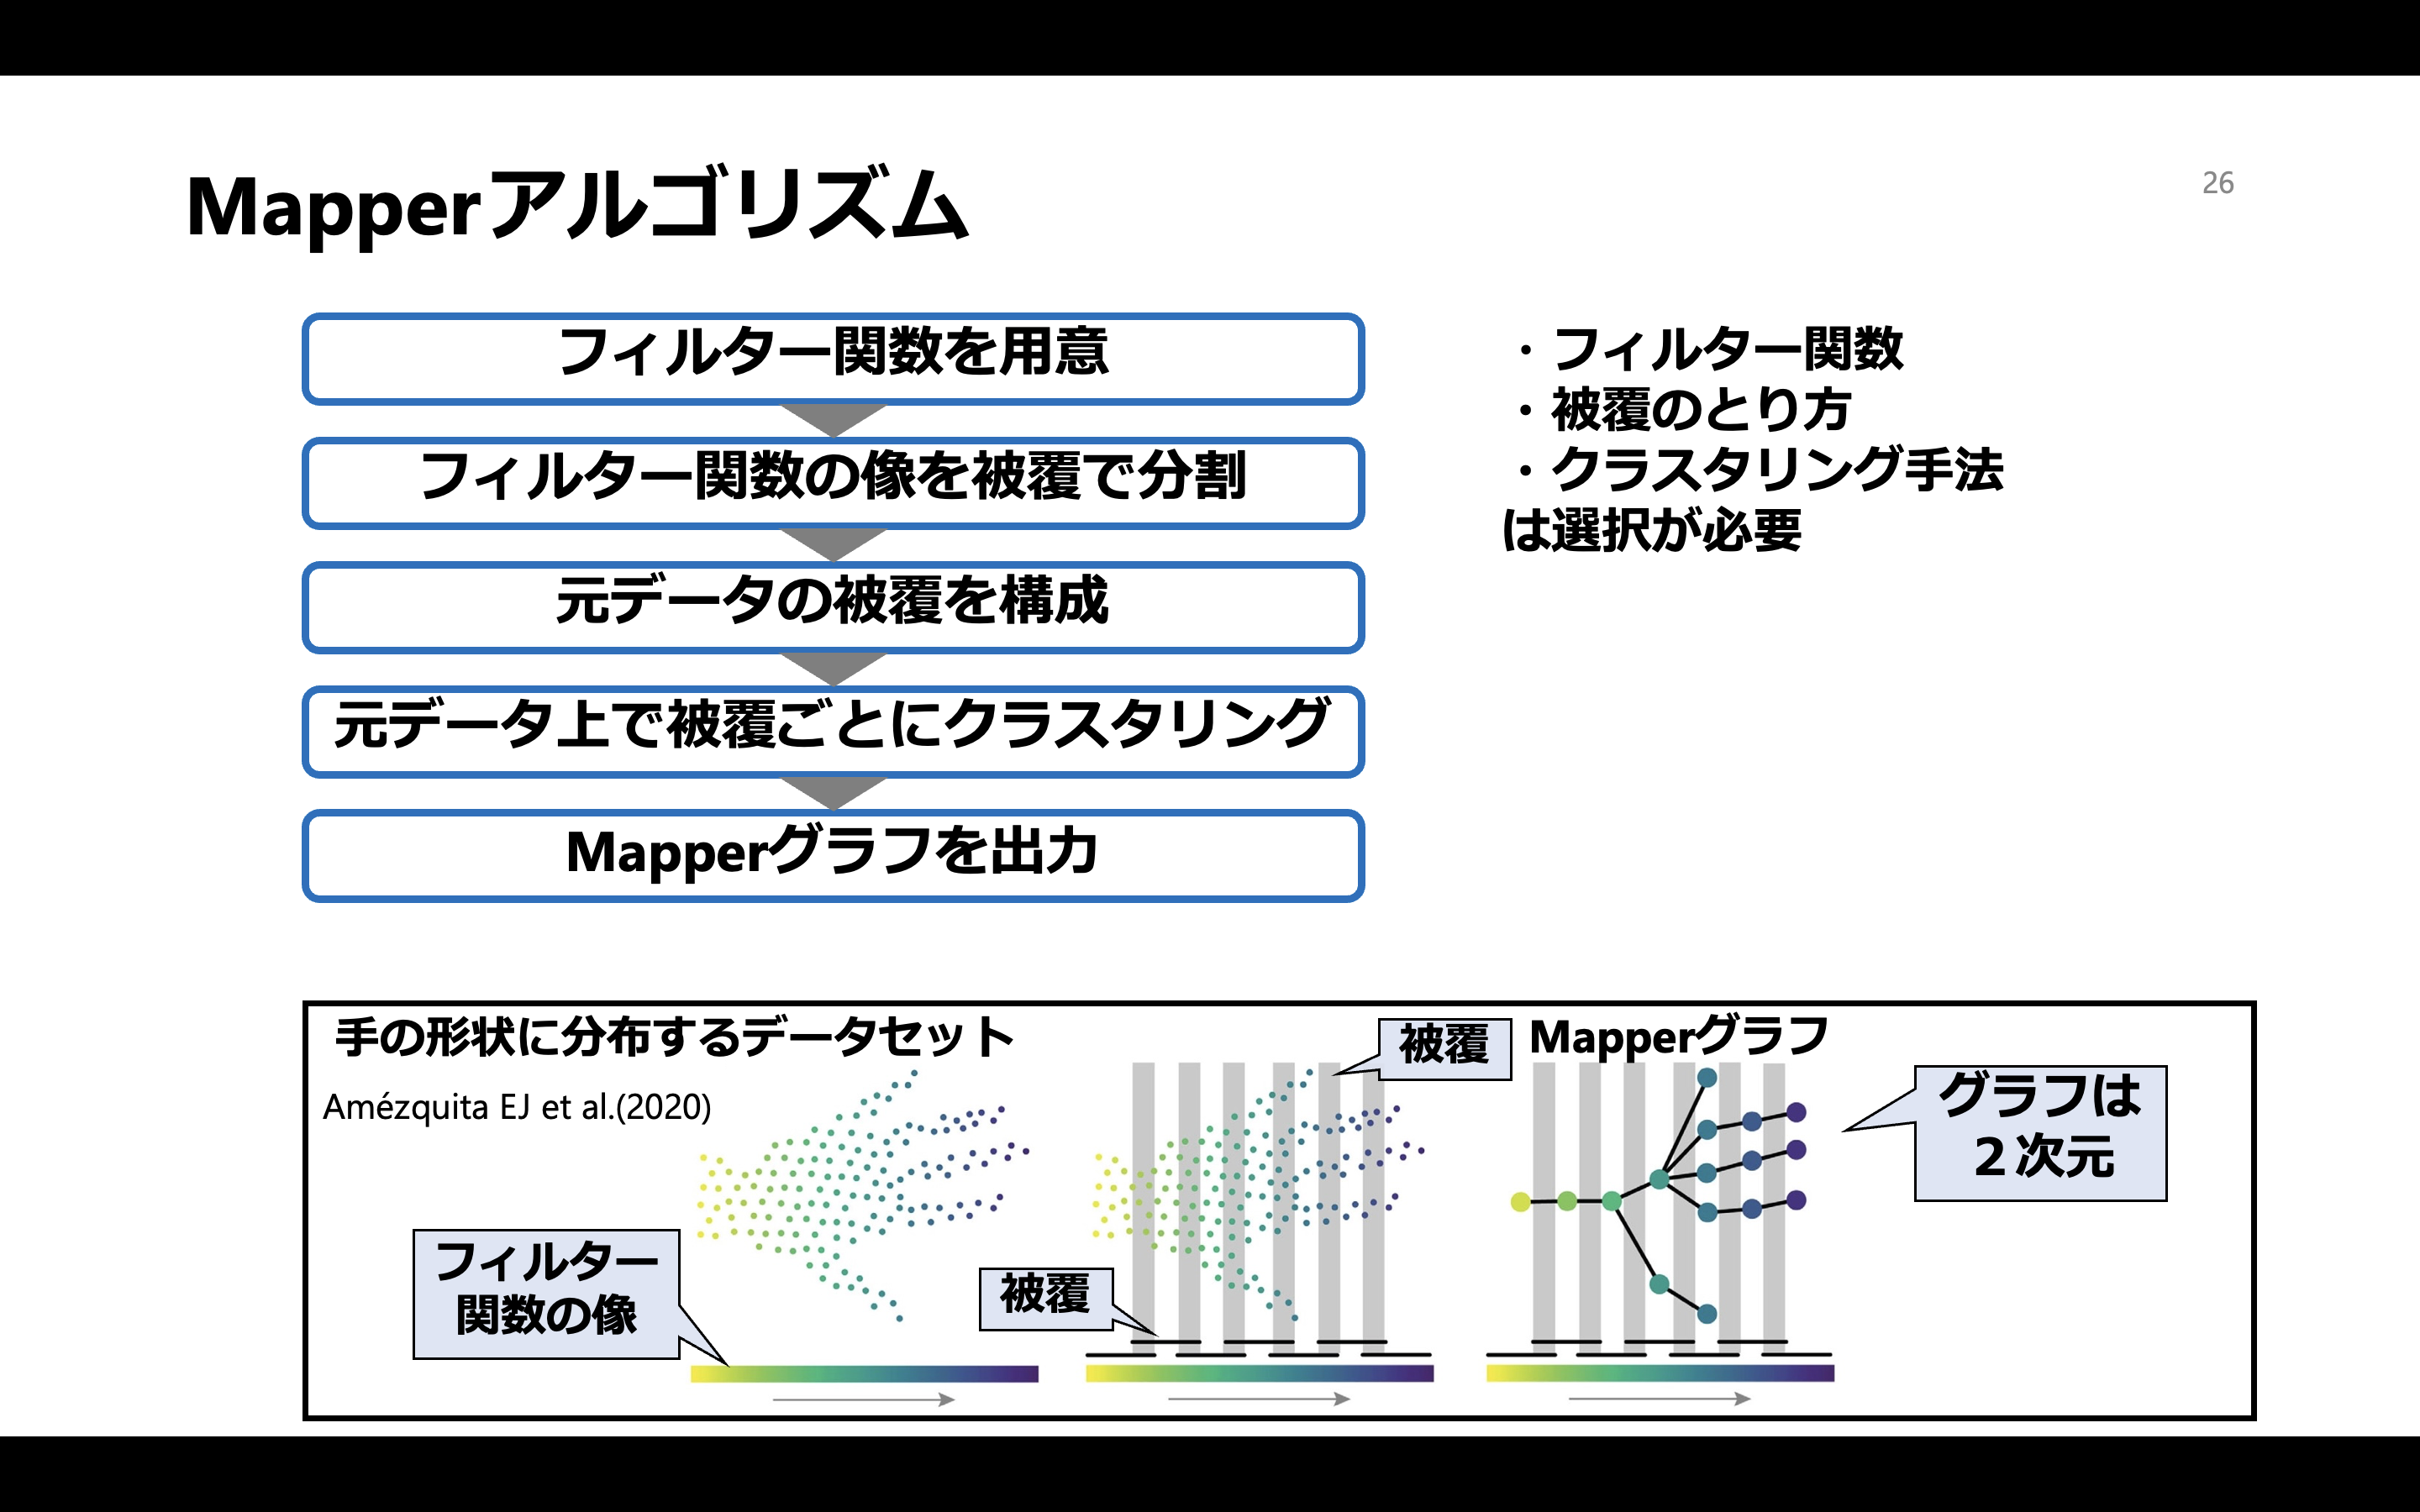 Mapperアルゴリズム
26
フィルター関数を用意
フィルター関数の像を被覆で分割
元データの被覆を構成
元データ上で被覆ごとにクラスタリング
Mapperグラフを出力
・フィルター関数
・被覆のとり方
・クラスタリング手法
は選択が必要
手の形状に分布するデータセット
Amézquita EJ et al.(2020)
フィルター
関数の像
被覆
被覆
Mapperグラフ
グラフは
２次元